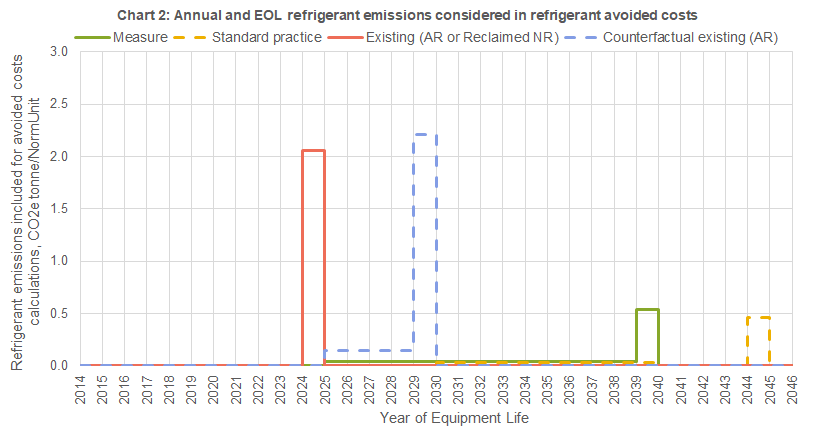 Chart 2: Annual and EOL refrigerant emissions considered in refrigerant avoided costs
Measure Standard practice Existing (AR or Reclaimed NR) Counterfactual existing (AR)
Refrigerant emissions included for avoided costs
calculations, CO2e tonne/NormUnit
3.0
2.5
2.0
1.5
1.0
0.5
0.0
2014 2015 2016 2017 2018 2019 2020 2021 2022 2023 2024 2025 2026 2027 2028 2029 2030 2031 2032 2033 2034 2035 2036 2037 2038 2039 2040 2041 2042 2043 2044 2045 2046
Year of Equipment Life